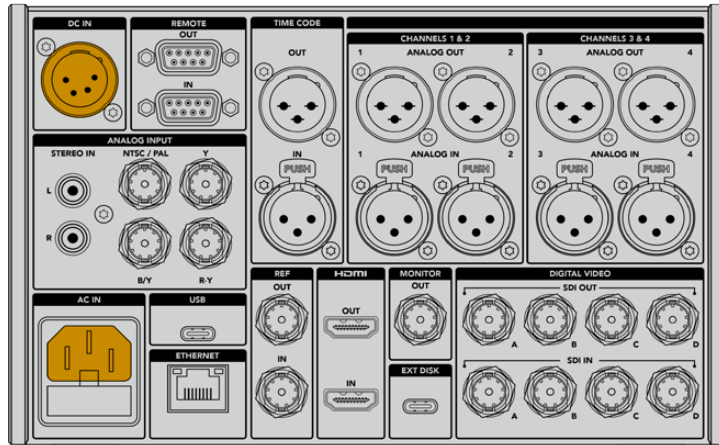 DC IN
REMOTE
OUT
IN
TIME CODE
OUT
IN
PUSH
CHANNELS 1 & 2
1 ANALOG OUT 2
1 ANALOG IN 2
PUSH PUSH
CHANNELS 3 & 4
3 ANALOG OUT 4
3 ANALOG IN 4
PUSH PUSH
ANALOG INPUT
STEREO IN NTSC / PAL Y
L
R
B/Y R-Y
AC IN
USB
ETHERNET
REF
OUT
IN
HDMI
OUT
IN
MONITOR
OUT
EXT DISK
DIGITAL VIDEO
SDI OUT
A B C D
SDI IN
A B C D